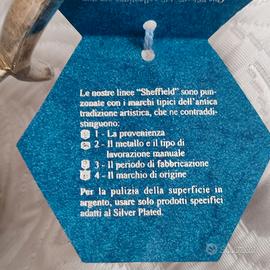 Le nostre linee "Sheffield" sono pun-
zonate con i marchi tipici dell'antica
tradizione artistica, che ne contraddi-
stinguono:
1 - La provenienza
2 - Il metallo e il tipo di
lavorazione manuale
3 - Il periodo di fabbricazione
4 - Il marchio di origine
Per la pulizia della superficie in
argento, usare solo prodotti specifici
adatti al Silver Plated.